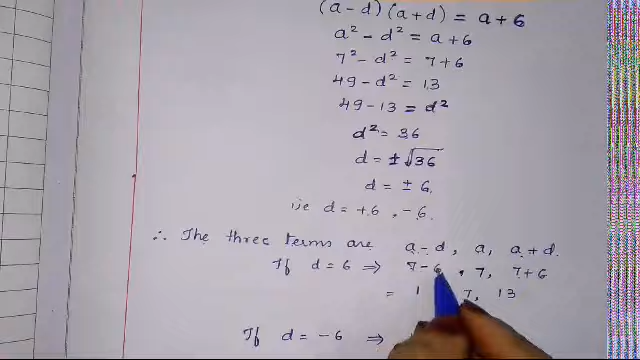 (a-d) (a+d) = a+6
a² - d² = a+6
7² - d² = 7+6
49 - d² = 13
49 - 13 = d²
d² = 36
d = ±√36
d = ±6
i.e d = +6, -6.
∴ The three terms are a-d, a, a+d.
If d = 6 ⇒ 7-6, 7, 7+6
= 1 7, 13
If d = -6 ⇒